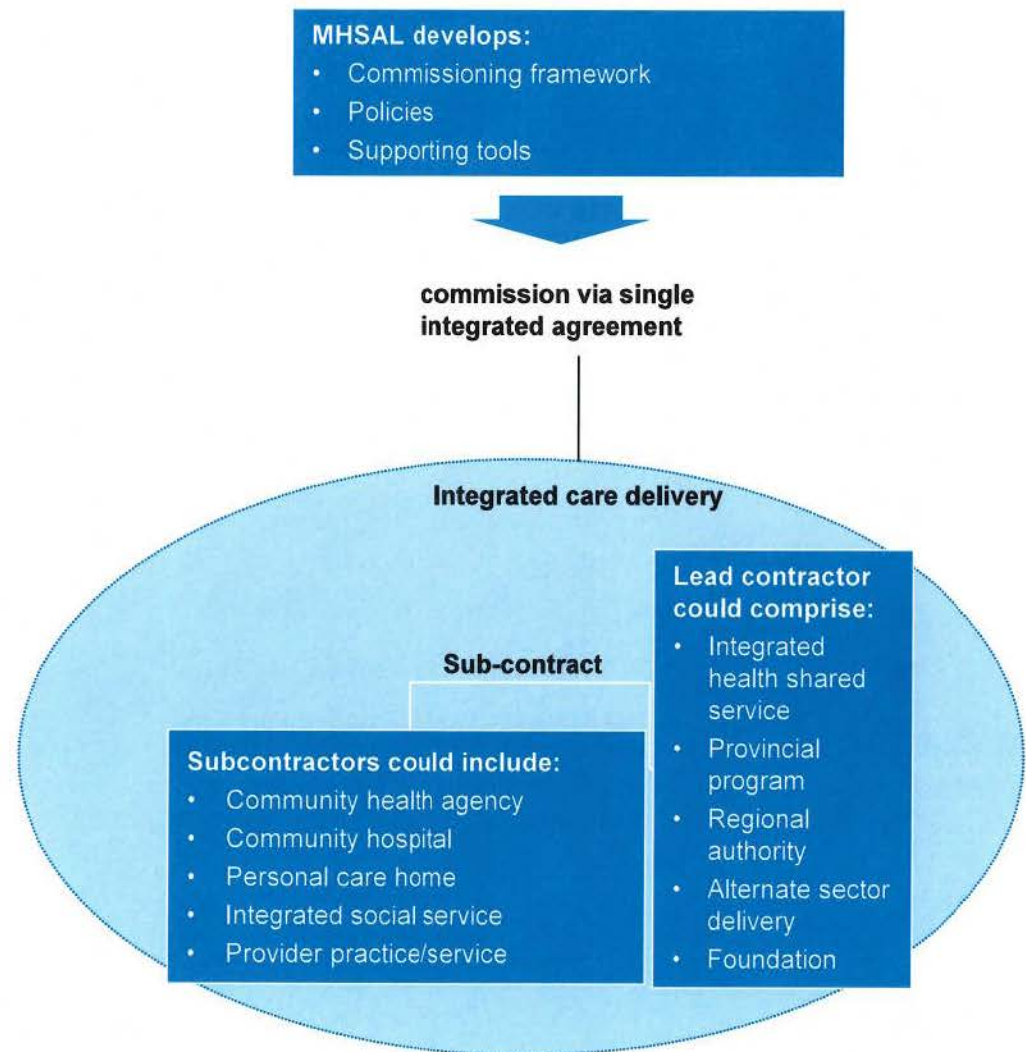 MHSAL develops:
• Commissioning framework
• Policies
• Supporting tools
commission via single
integrated agreement
Integrated care delivery
Lead contractor
could comprise:
• Integrated
health shared
service
• Provincial
program
• Regional
authority
• Alternate sector
delivery
• Foundation
Sub-contract
Subcontractors could include:
• Community health agency
• Community hospital
• Personal care home
• Integrated social service
• Provider practice/service